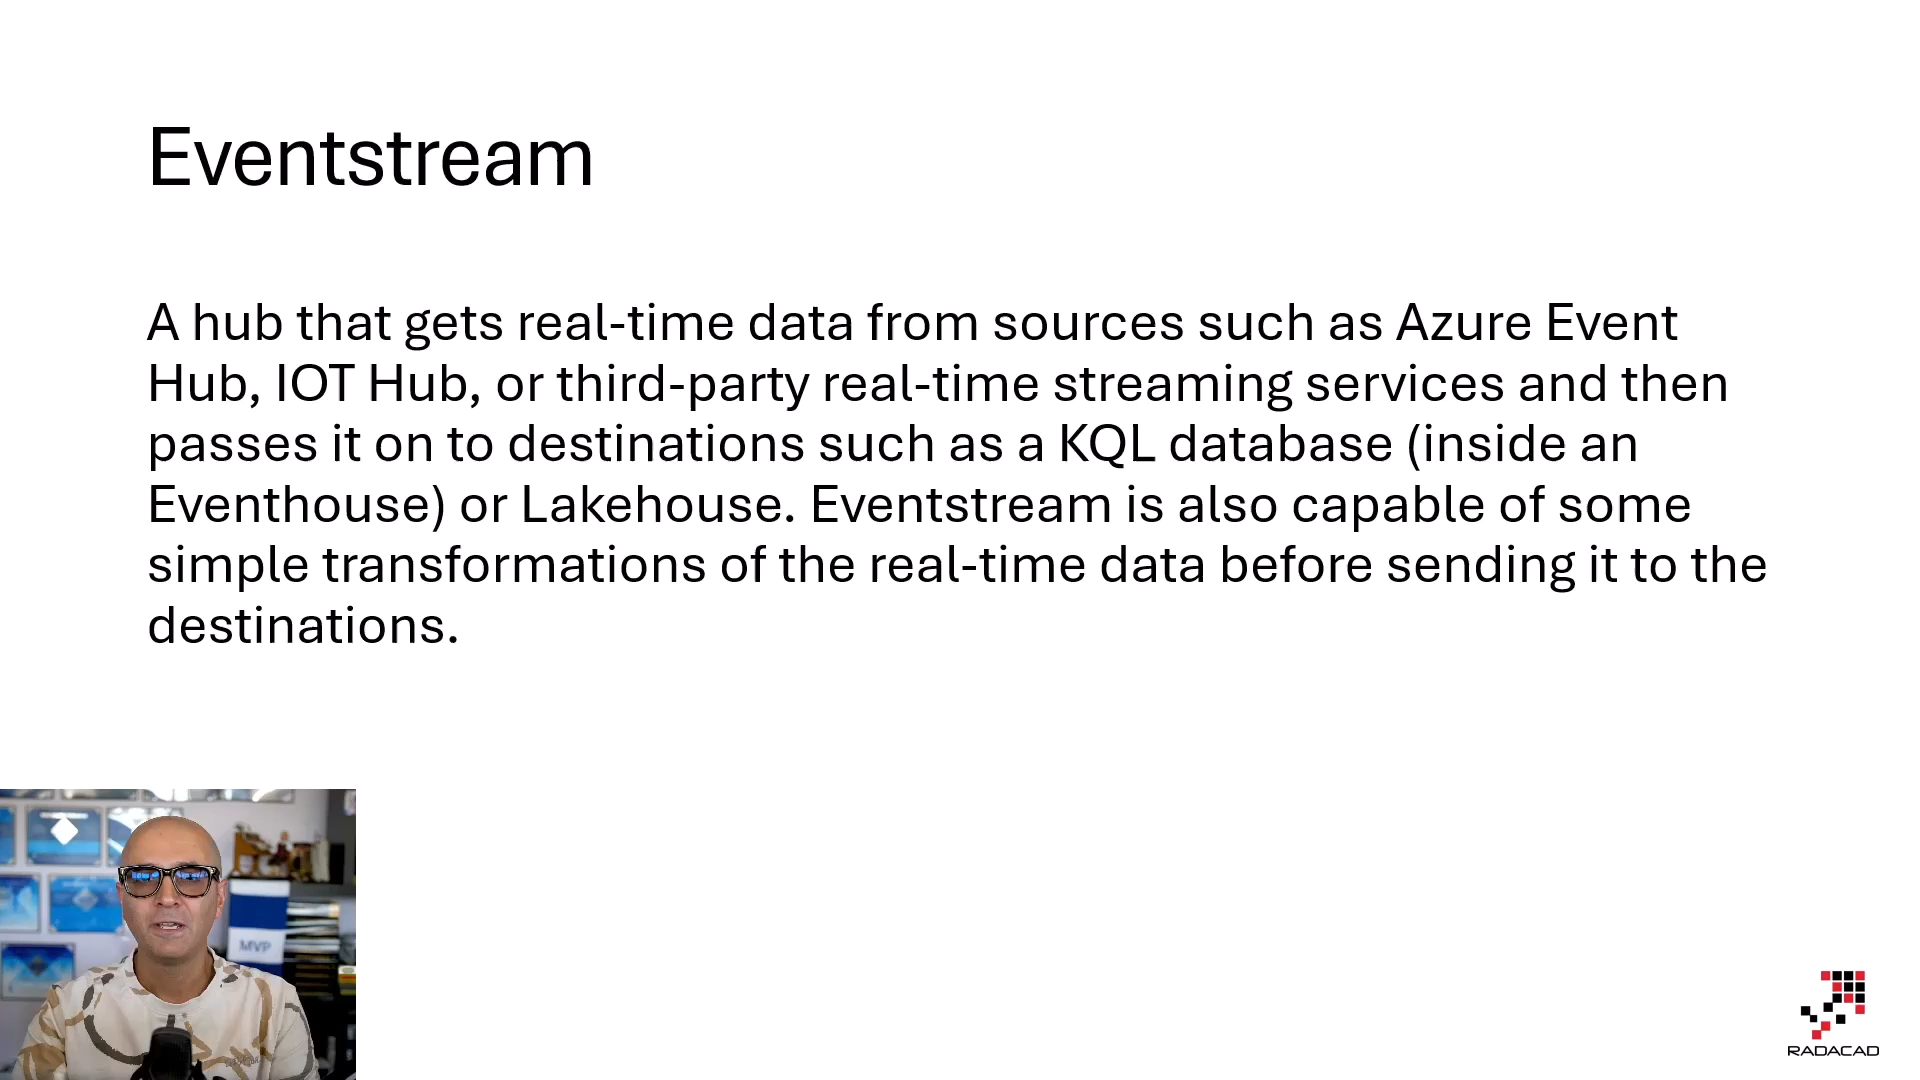 Eventstream
A hub that gets real-time data from sources such as Azure Event
Hub, IOT Hub, or third-party real-time streaming services and then
passes it on to destinations such as a KQL database (inside an
Eventhouse) or Lakehouse. Eventstream is also capable of some
simple transformations of the real-time data before sending it to the
destinations.
MVP
RADACAD